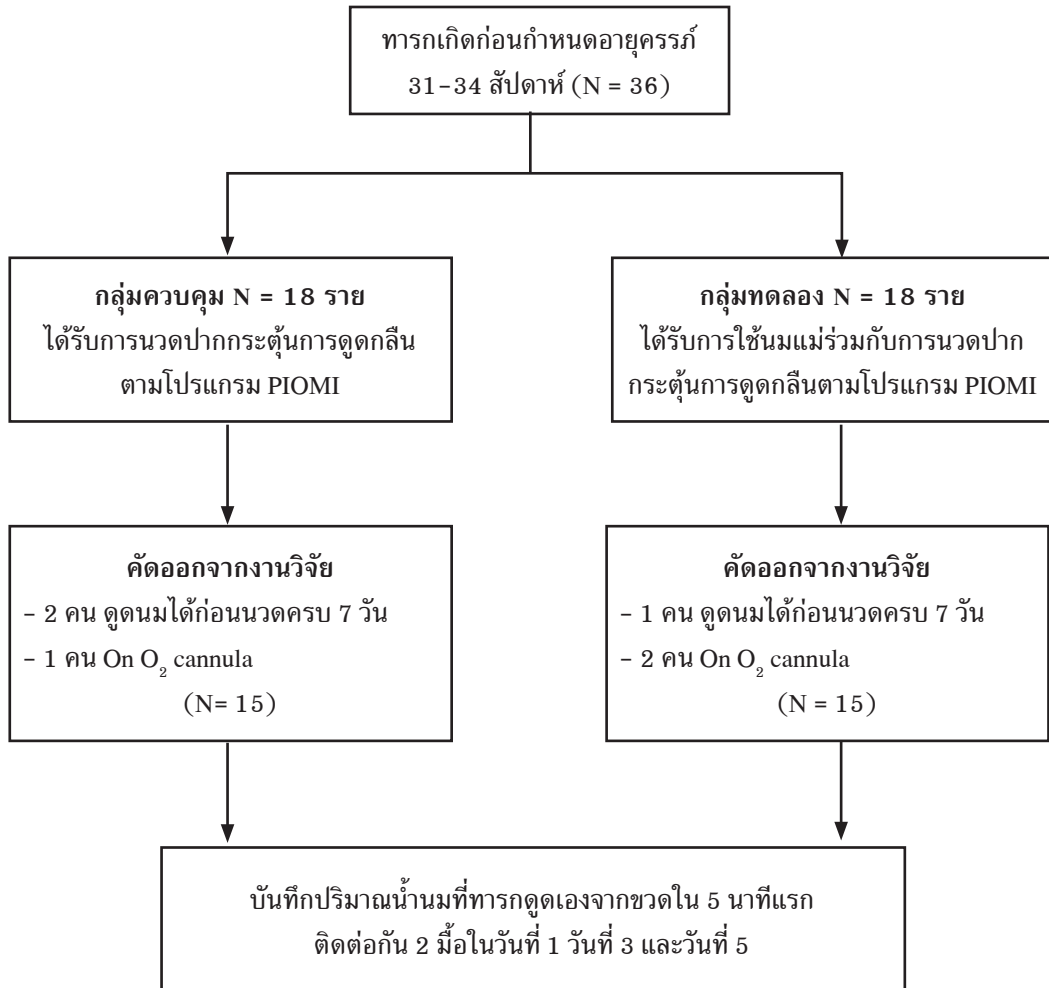 ทารกเกิดก่อนกำหนดอายุครรภ์
31-34 สัปดาห์ (N = 36)
กลุ่มควบคุม N = 18 ราย
ได้รับการนวดปากกระตุ้นการดูดกลืน
ตามโปรแกรม PIOMI
กลุ่มทดลอง N = 18 ราย
ได้รับการใช้นมแม่ร่วมกับการนวดปาก
กระตุ้นการดูดกลืนตามโปรแกรม PIOMI
คัดออกจากงานวิจัย
- 2 คน ดูดนมได้ก่อนนวดครบ 7 วัน
- 1 คน On O₂ cannula
(N= 15)
คัดออกจากงานวิจัย
- 1 คน ดูดนมได้ก่อนนวดครบ 7 วัน
- 2 คน On O₂ cannula
(N = 15)
บันทึกปริมาณน้ำนมที่ทารกดูดเองจากขวดใน 5 นาทีแรก
ติดต่อกัน 2 มื้อในวันที่ 1 วันที่ 3 และวันที่ 5